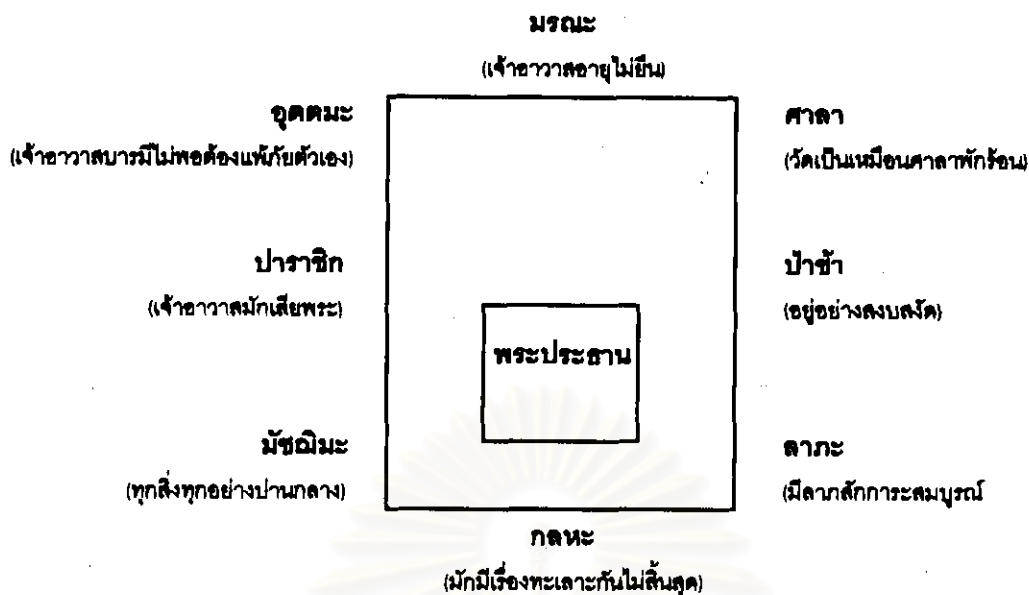 มรณะ
(เจ้าอาวาสอายุไม่ยืน)
อุตตมะ
(เจ้าอาวาสบารมีไม่พอต้องแพ้ภัยตัวเอง)
ศาลา
(วัดเป็นเหมือนศาลาพักร้อน)
ปาราชิก
(เจ้าอาวาสมักเสียพระ)
ป่าช้า
(อยู่อย่างสงบสงัด)
พระประธาน
มัชฌิมะ
(ทุกสิ่งทุกอย่างปานกลาง)
ลาภะ
(มีลาภสักการะสมบูรณ์
กลหะ
(มักมีเรื่องทะเลาะกันไม่สิ้นสุด)